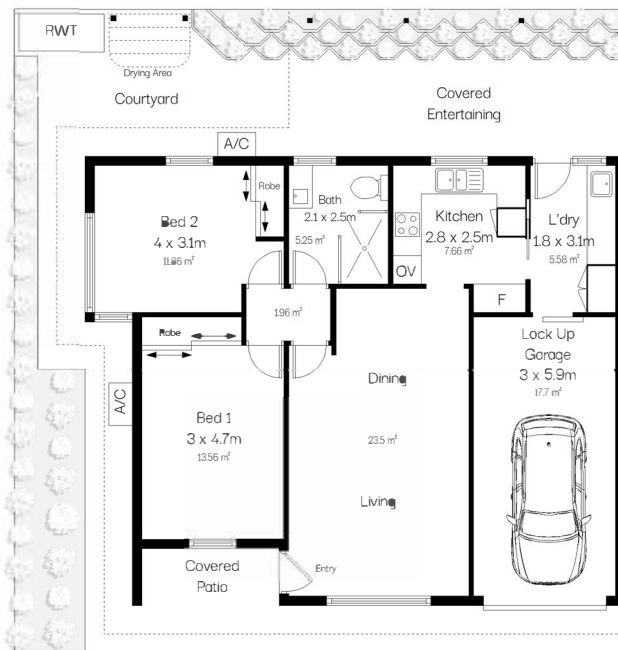 RWT
Drying Area
Courtyard
Covered
Entertaining
A/C
Robe
Bath
2.1 x 2.5m
5.25 m²
Kitchen
2.8 x 2.5m
7.66 m²
L'dry
1.8 x 3.1m
5.58 m²
Bed 2
4 x 3.1m
OV
F
1.96 m²
Robe
Lock Up
Garage
3 x 5.9m
17.7 m²
Dining
A/C
Bed 1
3 x 4.7m
13.56 m²
23.5 m²
Living
Covered
Patio
Entry